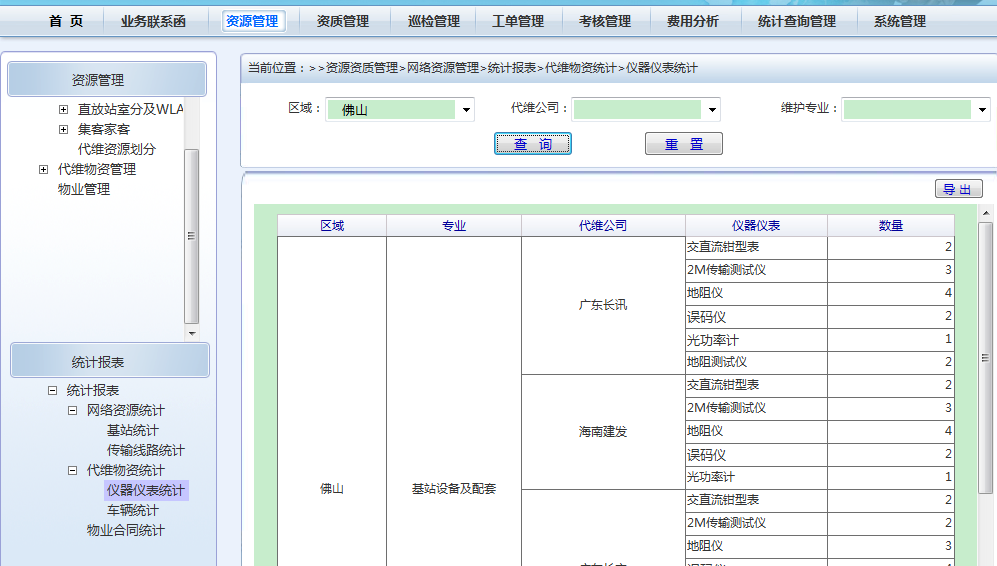 首 页 业务联系函 资源管理 资质管理 巡检管理 工单管理 考核管理 费用分析 统计查询管理 系统管理
资源管理
直放站室分及WLA
集客家客
代维资源划分
代维物资管理
物业管理
统计报表
统计报表
网络资源统计
基站统计
传输线路统计
代维物资统计
仪器仪表统计
车辆统计
物业合同统计
当前位置：>>资源资质管理>网络资源管理>统计报表>代维物资统计>仪器仪表统计
区域： 佛山 代维公司： 维护专业：
查 询 重 置
导 出
区域 专业 代维公司 仪器仪表 数量
佛山 基站设备及配套
广东长讯
交直流钳型表 2
2M传输测试仪 3
地阻仪 4
误码仪 2
光功率计 1
地阻测试仪 2
海南建发
交直流钳型表 2
2M传输测试仪 3
地阻仪 4
误码仪 2
光功率计 1
交直流钳型表 2
2M传输测试仪 2
地阻仪 3